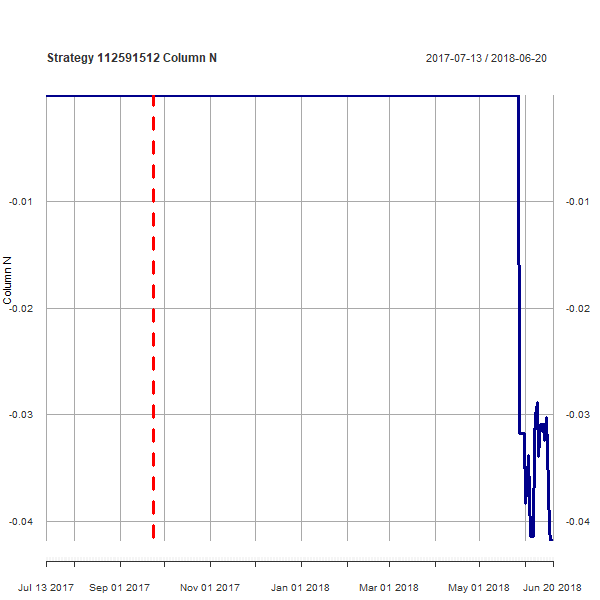 Strategy 112591512 Column N
2017-07-13 / 2018-06-20
Column N
-0.01
-0.01
-0.02
-0.02
-0.03
-0.03
-0.04
-0.04
Jul 13 2017
Sep 01 2017
Nov 01 2017
Jan 01 2018
Mar 01 2018
May 01 2018
Jun 20 2018